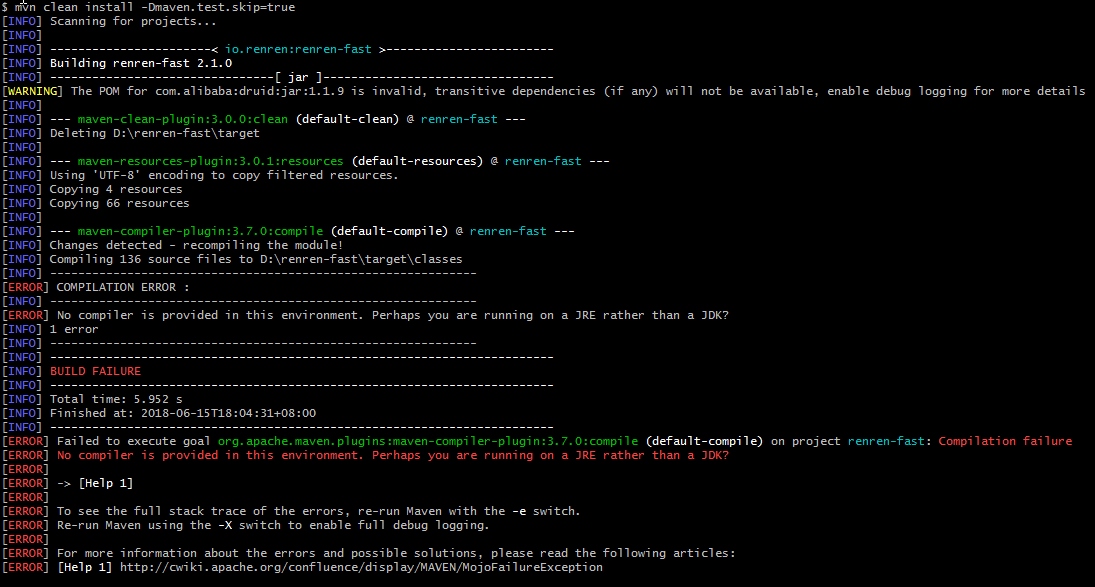 $ mvn clean install -Dmaven.test.skip=true
[INFO] Scanning for projects...
[INFO]
[INFO] -----------------------< io.renren:renren-fast >------------------------
[INFO] Building renren-fast 2.1.0
[INFO] --------------------------------[ jar ]---------------------------------
[WARNING] The POM for com.alibaba:druid:jar:1.1.9 is invalid, transitive dependencies (if any) will not be available, enable debug logging for more details
[INFO]
[INFO] --- maven-clean-plugin:3.0.0:clean (default-clean) @ renren-fast ---
[INFO] Deleting D:\renren-fast\target
[INFO]
[INFO] --- maven-resources-plugin:3.0.1:resources (default-resources) @ renren-fast ---
[INFO] Using 'UTF-8' encoding to copy filtered resources.
[INFO] Copying 4 resources
[INFO] Copying 66 resources
[INFO]
[INFO] --- maven-compiler-plugin:3.7.0:compile (default-compile) @ renren-fast ---
[INFO] Changes detected - recompiling the module!
[INFO] Compiling 136 source files to D:\renren-fast\target\classes
[INFO] -------------------------------------------------------------
[ERROR] COMPILATION ERROR :
[INFO] -------------------------------------------------------------
[ERROR] No compiler is provided in this environment. Perhaps you are running on a JRE rather than a JDK?
[INFO] 1 error
[INFO] -------------------------------------------------------------
[INFO] ------------------------------------------------------------------------
[INFO] BUILD FAILURE
[INFO] ------------------------------------------------------------------------
[INFO] Total time: 5.952 s
[INFO] Finished at: 2018-06-15T18:04:31+08:00
[INFO] ------------------------------------------------------------------------
[ERROR] Failed to execute goal org.apache.maven.plugins:maven-compiler-plugin:3.7.0:compile (default-compile) on project renren-fast: Compilation failure
[ERROR] No compiler is provided in this environment. Perhaps you are running on a JRE rather than a JDK?
[ERROR]
[ERROR] -> [Help 1]
[ERROR]
[ERROR] To see the full stack trace of the errors, re-run Maven with the -e switch.
[ERROR] Re-run Maven using the -X switch to enable full debug logging.
[ERROR]
[ERROR] For more information about the errors and possible solutions, please read the following articles:
[ERROR] [Help 1] http://cwiki.apache.org/confluence/display/MAVEN/MojoFailureException